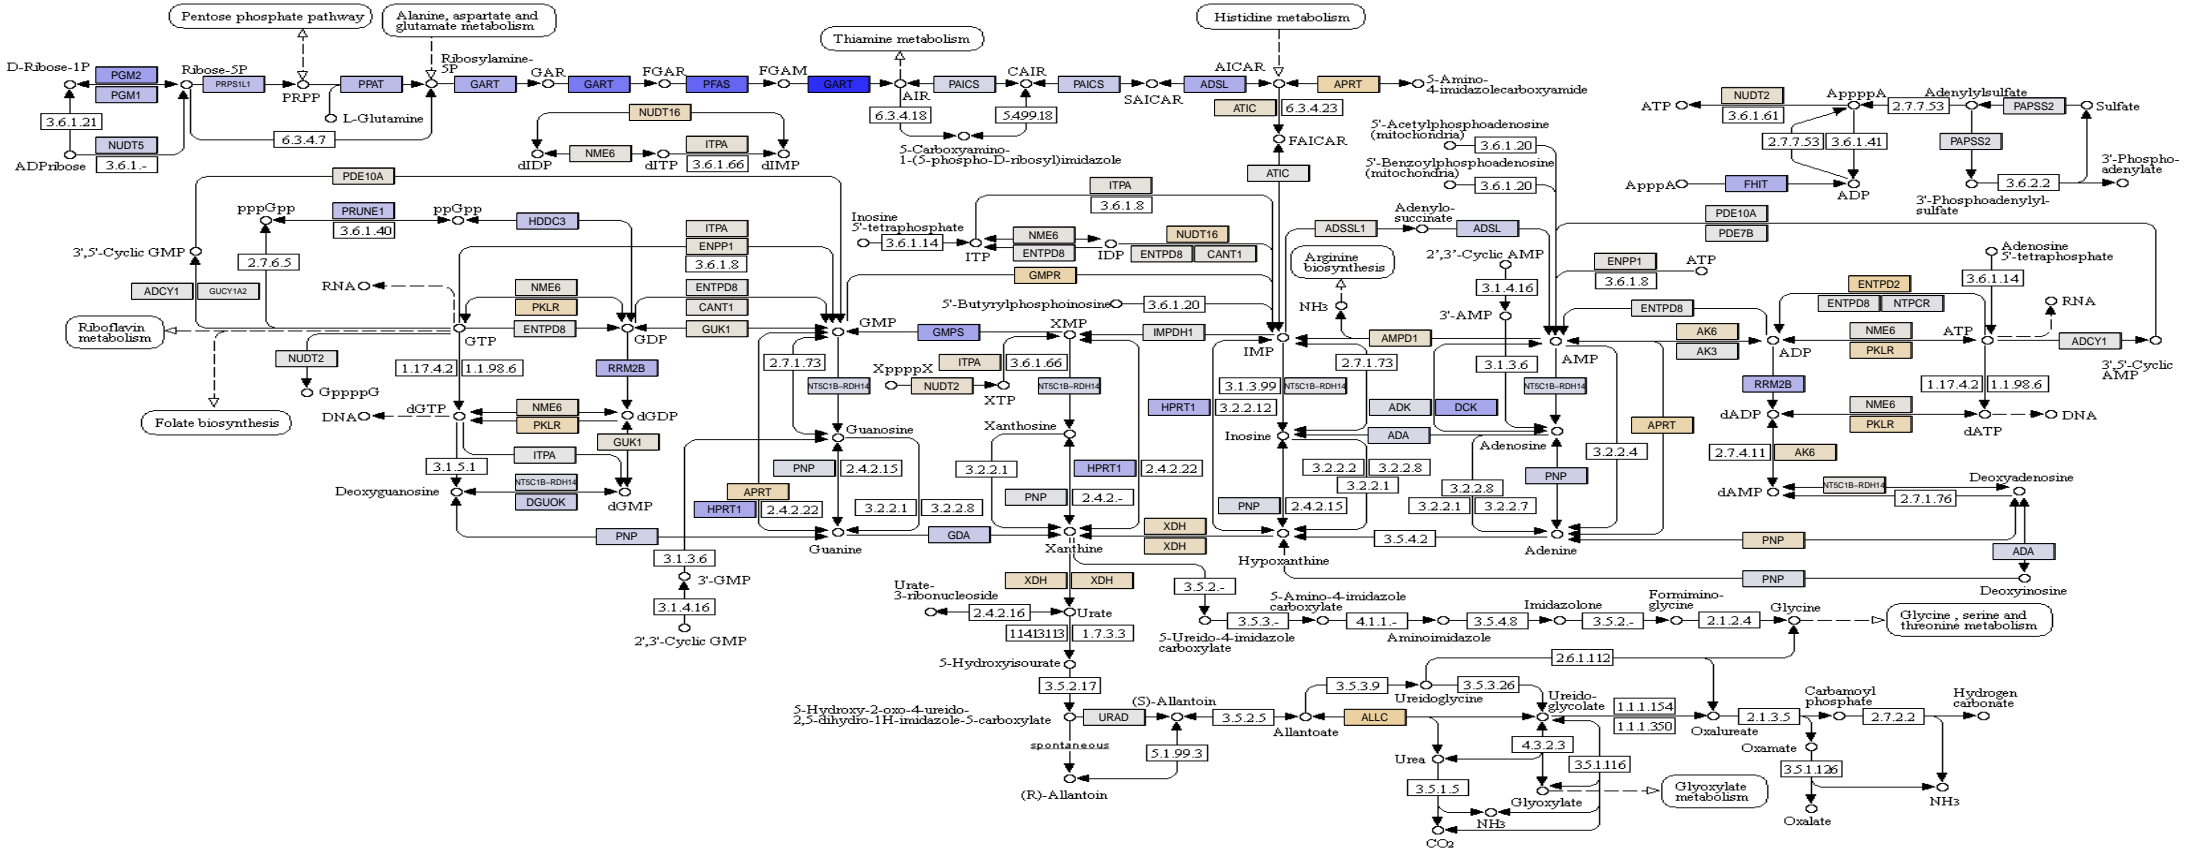 Pentose phosphate pathway
Alanine, aspartate and
glutamate metabolism
Thiamine metabolism
Histidine metabolism
D-Ribose-1P
PGM2
PGM1
Ribose-5P
PRPS1L1
PRPP
PPAT
L-Glutamine
Ribosylamine-
5P
GART
GAR
GART
FGAR
PFAS
FGAM
GART
AIR
PAICS
CAIR
PAICS
SAICAR
ADSL
AICAR
APRT
5-Amino-
4-imidazolecarboxyamide
3.6.1.21
NUDT5
3.6.1.-
ADPribose
6.3.4.7
NUDT16
dIDP
NME6
dITP
ITPA
3.6.1.66
dIMP
6.3.4.18
5.4.99.18
5-Carboxyamino-
1-(5-phospho-D-ribosyl)imidazole
ATIC
6.3.4.23
FAICAR
ATIC
5'-Acetylphosphoadenosine
(mitochondria)
3.6.1.20
5'-Benzoylphosphoadenosine
(mitochondria)
3.6.1.20
ATP
NUDT2
3.6.1.61
AppppA
2.7.7.53
Adenylylsulfate
PAPSS2
Sulfate
2.7.7.53
3.6.1.41
PAPSS2
ApppA
FHIT
ADP
3.6.2.2
3'-Phospho-
adenylate
3'-Phosphoadenylyl-
sulfate
PDE10A
pppGpp
PRUNE1
3.6.1.40
ppGpp
HDDC3
ITPA
ENPP1
3.6.1.8
3',5'-Cyclic GMP
2.7.6.5
ADCY1
GUCY1A2
RNA
NME6
PKLR
ENTPD8
ENTPD8
CANT1
GUK1
Riboflavin
metabolism
GTP
GDP
GMP
NUDT2
GppppG
Folate biosynthesis
1.17.4.2
1.1.98.6
RRM2B
DNA
dGTP
NME6
PKLR
dGDP
GUK1
ITPA
3.1.5.1
Deoxyguanosine
NT5C1B-RDH14
DGUOK
dGMP
PNP
3.1.3.6
3'-GMP
3.1.4.16
2',3'-Cyclic GMP
ITPA
3.6.1.8
Inosine
5'-tetraphosphate
3.6.1.14
ITP
NME6
ENTPD8
IDP
NUDT16
ENTPD8
CANT1
GMPR
5'-Butyrylphosphoinosine
3.6.1.20
GMPS
XMP
IMPDH1
IMP
2.7.1.73
NT5C1B-RDH14
XppppX
NUDT2
XTP
ITPA
3.6.1.66
NT5C1B-RDH14
Guanosine
Xanthosine
PNP
2.4.2.15
APRT
HPRT1
2.4.2.22
3.2.2.1
3.2.2.8
Guanine
GDA
3.2.2.1
HPRT1
2.4.2.22
PNP
2.4.2.-
Xanthine
XDH
XDH
XDH
XDH
ADSSL1
Adenylo-
succinate
ADSL
Arginine
biosynthesis
NH3
2',3'-Cyclic AMP
3.1.4.16
3'-AMP
3.1.3.6
AMPD1
2.7.1.73
AMP
3.1.3.99
NT5C1B-RDH14
HPRT1
3.2.2.12
ADK
DCK
NT5C1B-RDH14
Inosine
ADA
Adenosine
3.2.2.2
3.2.2.8
3.2.2.1
PNP
2.4.2.15
3.2.2.8
3.2.2.1
3.2.2.7
PNP
3.2.2.4
APRT
Hypoxanthine
3.5.4.2
Adenine
PNP
PNP
PDE10A
PDE7B
ENPP1
3.6.1.8
ATP
Adenosine
5'-tetraphosphate
3.6.1.14
ENTPD2
ENTPD8
NTPCR
ENTPD8
AK6
AK3
ADP
NME6
PKLR
ATP
RNA
ADCY1
3',5'-Cyclic
AMP
RRM2B
1.17.4.2
1.1.98.6
dADP
NME6
PKLR
dATP
DNA
2.7.4.11
AK6
dAMP
NT5C1B-RDH14
2.7.1.76
Deoxyadenosine
ADA
Deoxyinosine
Urate-
3-ribonucleoside
2.4.2.16
Urate
1.14.13.113
1.7.3.3
5-Hydroxyisourate
3.5.2.17
5-Hydroxy-2-oxo-4-ureido-
2,5-dihydro-1H-imidazole-5-carboxylate
URAD
(S)-Allantoin
spontaneous
5.1.99.3
(R)-Allantoin
3.5.2.5
Allantoate
ALLC
3.5.2.-
5-Ureido-4-imidazole
carboxylate
3.5.3.-
5-Amino-4-imidazole
carboxylate
4.1.1.-
Aminoimidazole
3.5.4.8
Imidazolone
3.5.2.-
Formimino-
glycine
2.1.2.4
Glycine
Glycine , serine and
threonine metabolism
2.6.1.112
3.5.3.9
Ureidoglycine
3.5.3.26
Ureido-
glycolate
1.1.1.154
1.1.1.350
Oxalureate
2.1.3.5
Carbamoyl
phosphate
2.7.2.2
Hydrogen
carbonate
Oxamate
3.5.1.126
Oxalate
NH3
Urea
4.3.2.3
3.5.1.116
3.5.1.5
Glyoxylate
Glyoxylate
metabolism
NH3
CO2